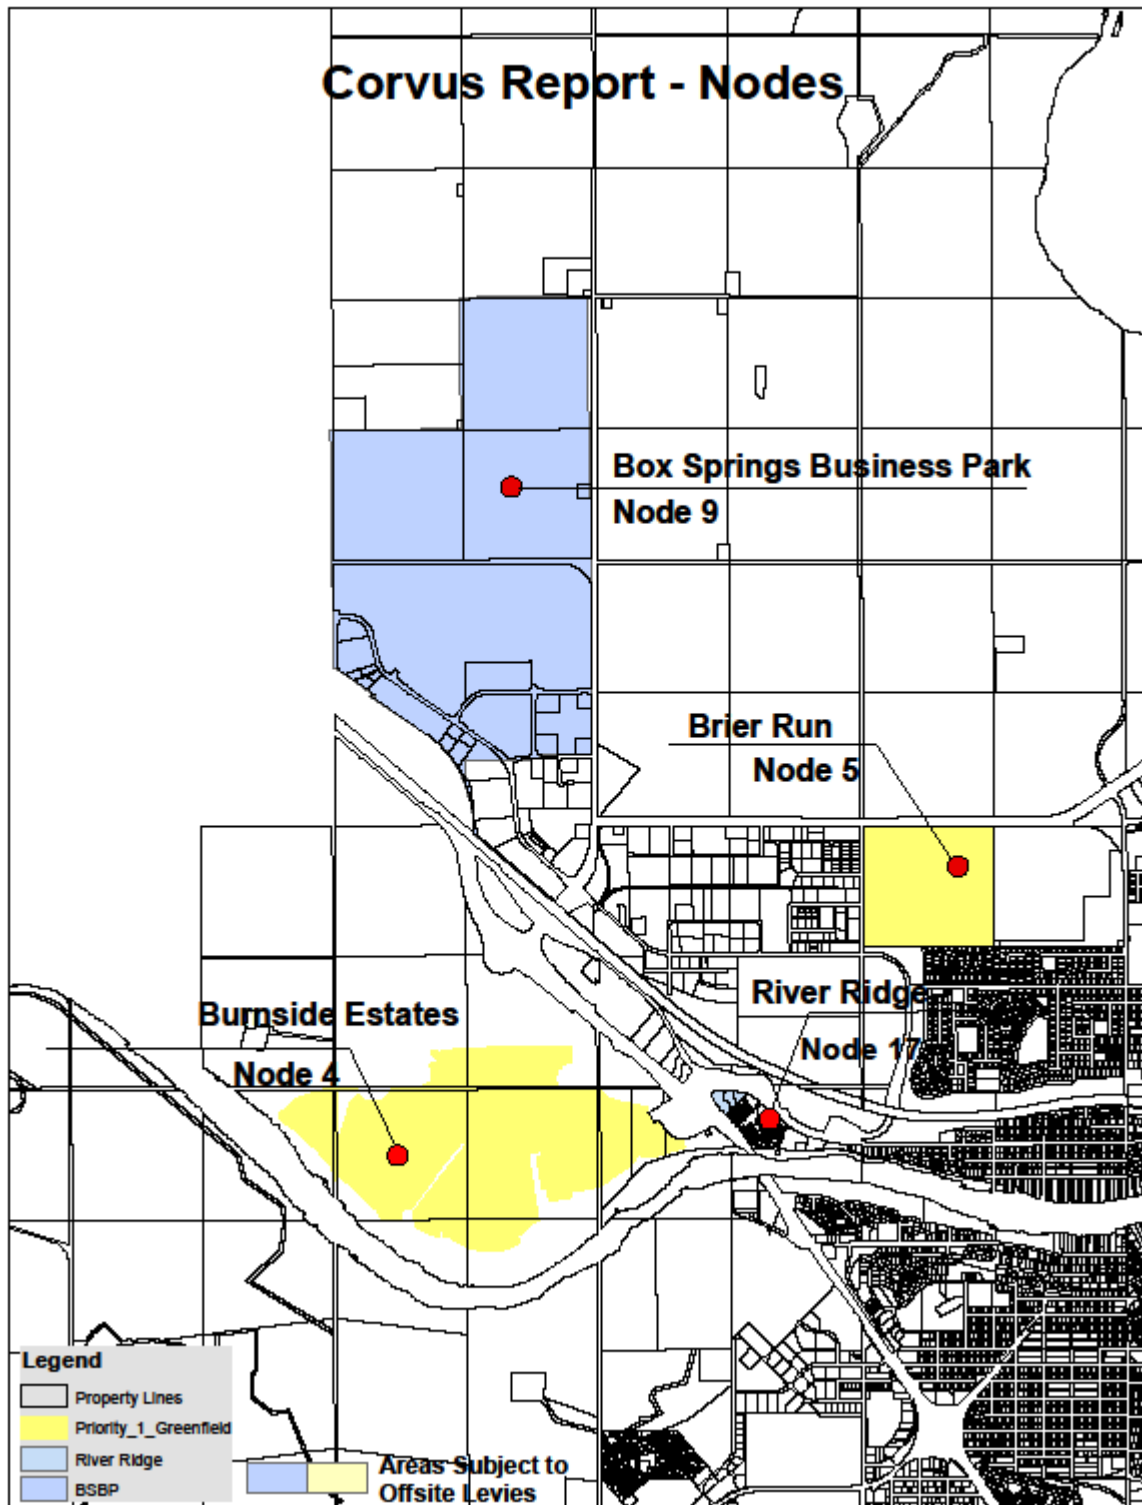 Corvus Report - Nodes
Box Springs Business Park
Node 9
Brier Run
Node 5
River Ridge
Node 17
Burnside Estates
Node 4
Legend
Property Lines
Priority_1_Greenfield
River Ridge
BSBP
Areas Subject to
Offsite Levies